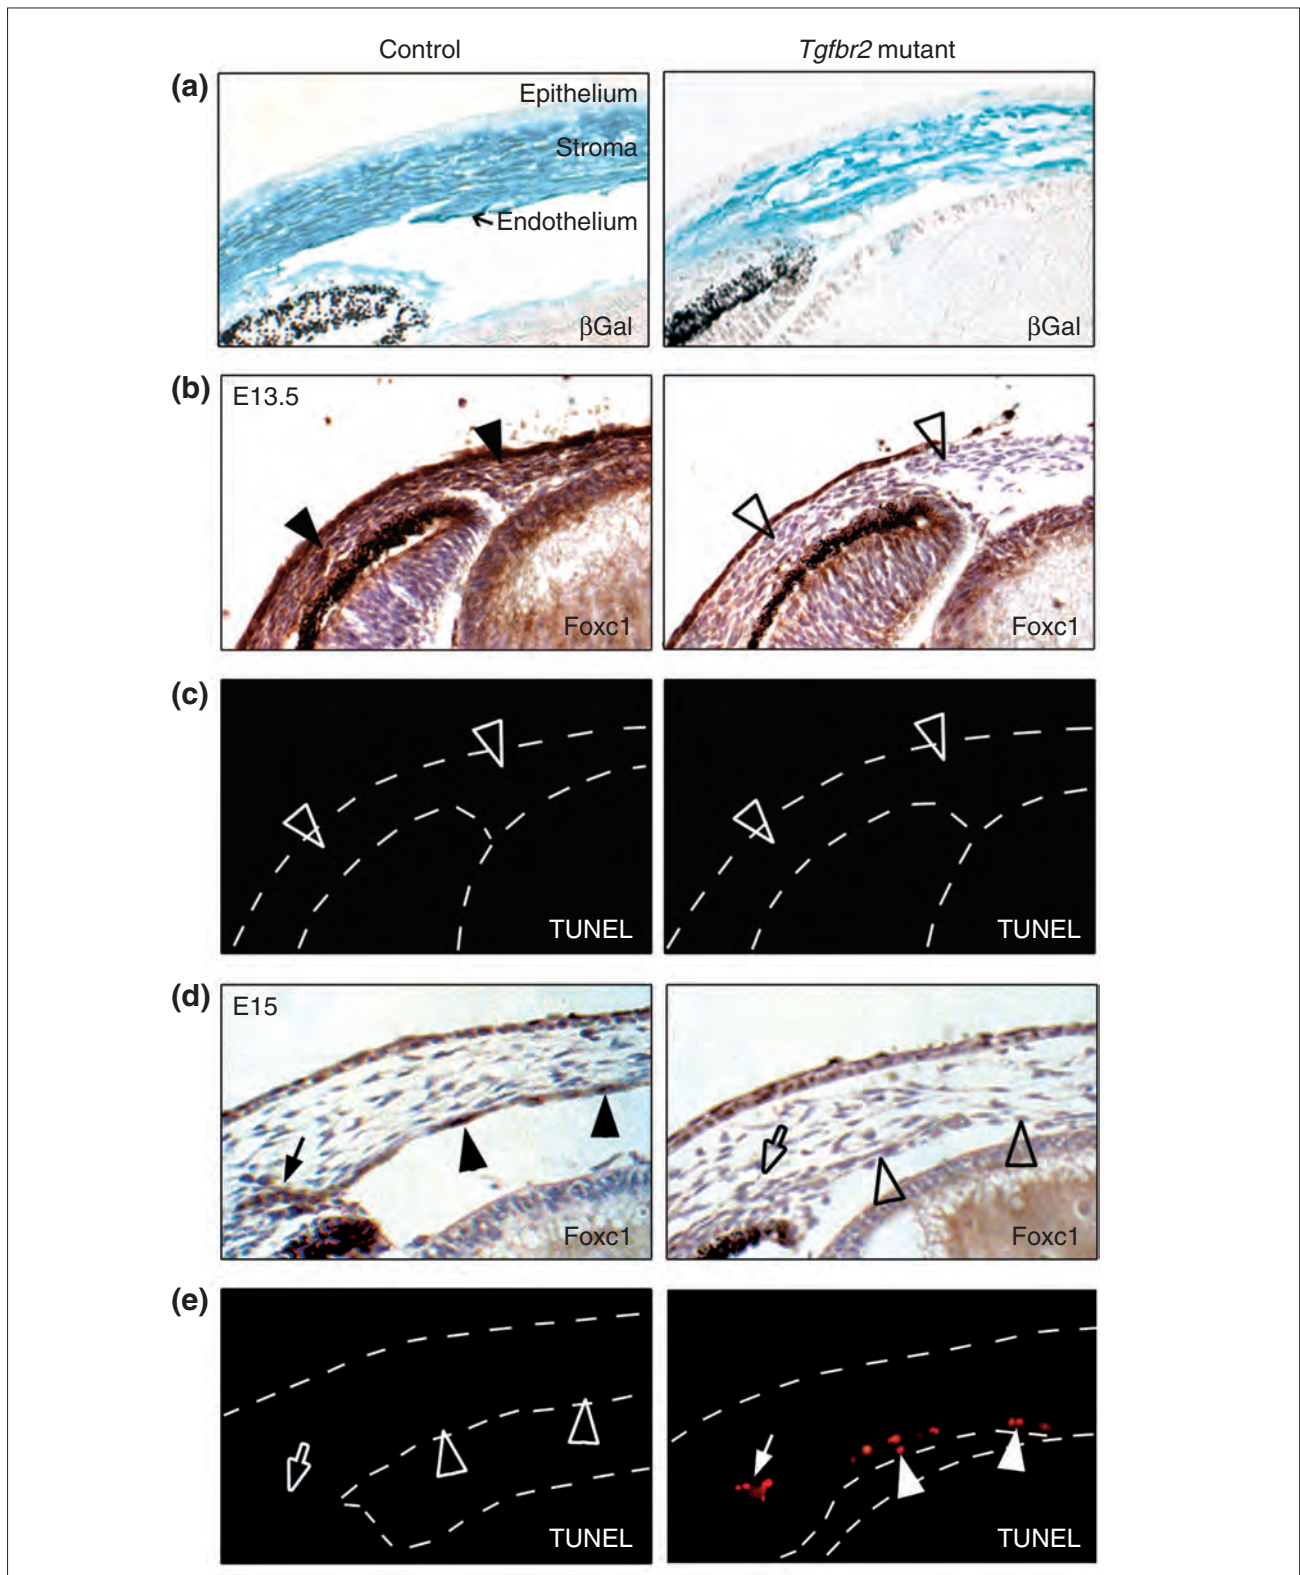 Control
Tgfbr2 mutant
(a)
Epithelium
Stroma
Endothelium
βGal
βGal
(b)
E13.5
Foxc1
Foxc1
(c)
TUNEL
TUNEL
(d)
E15
Foxc1
Foxc1
(e)
TUNEL
TUNEL